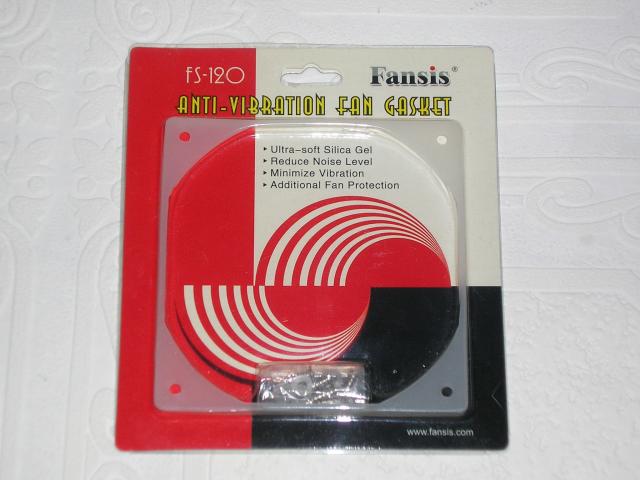 FS-120
Fansis®
ANTI-VIBRATION FAN GASKET
▸ Ultra-soft Silica Gel
▸ Reduce Noise Level
▸ Minimize Vibration
▸ Additional Fan Protection
www.fansis.com